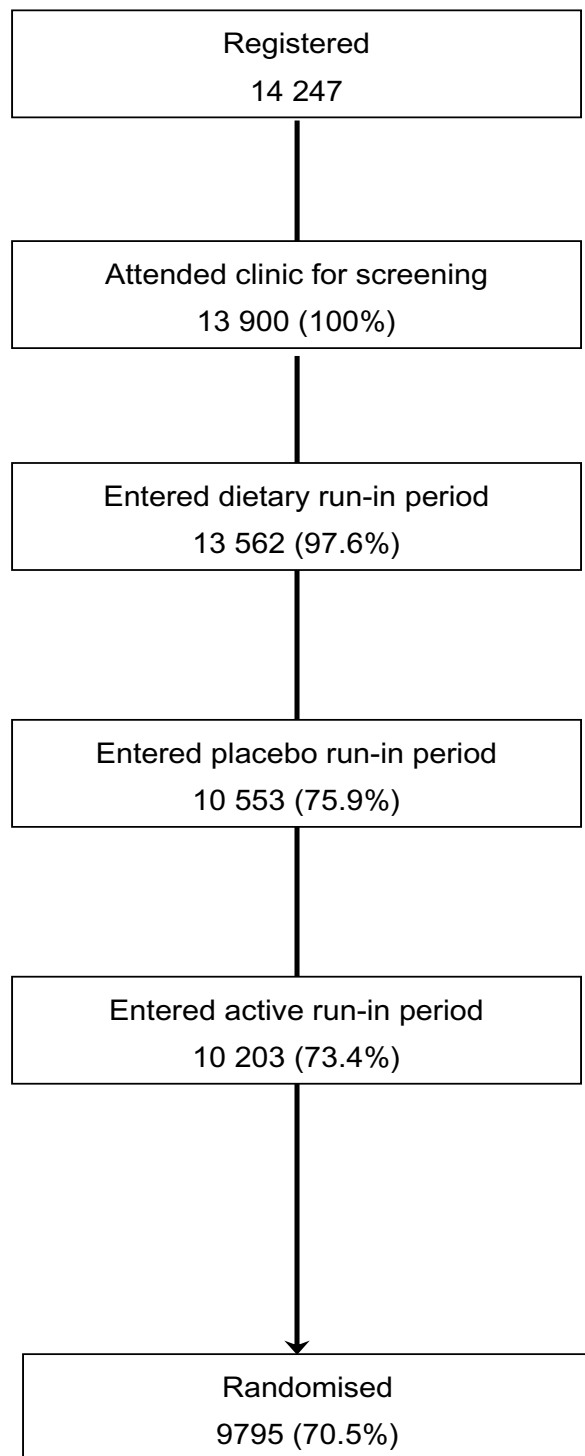 Registered
14 247
Attended clinic for screening
13 900 (100%)
Entered dietary run-in period
13 562 (97.6%)
Entered placebo run-in period
10 553 (75.9%)
Entered active run-in period
10 203 (73.4%)
Randomised
9795 (70.5%)